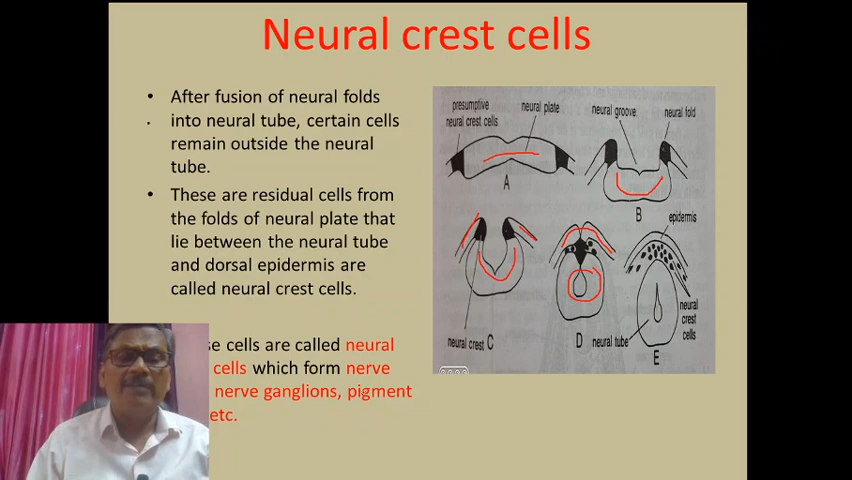 Neural crest cells
• After fusion of neural folds
• into neural tube, certain cells
remain outside the neural
tube.
• These are residual cells from
the folds of neural plate that
lie between the neural tube
and dorsal epidermis are
called neural crest cells.
se cells are called neural
cells which form nerve
nerve ganglions, pigment
etc.
presumptive
neural crest cells
neural plate
A
neural groove
neural fold
B
neural crest
C
D
neural tube
epidermis
neural
crest
cells
E